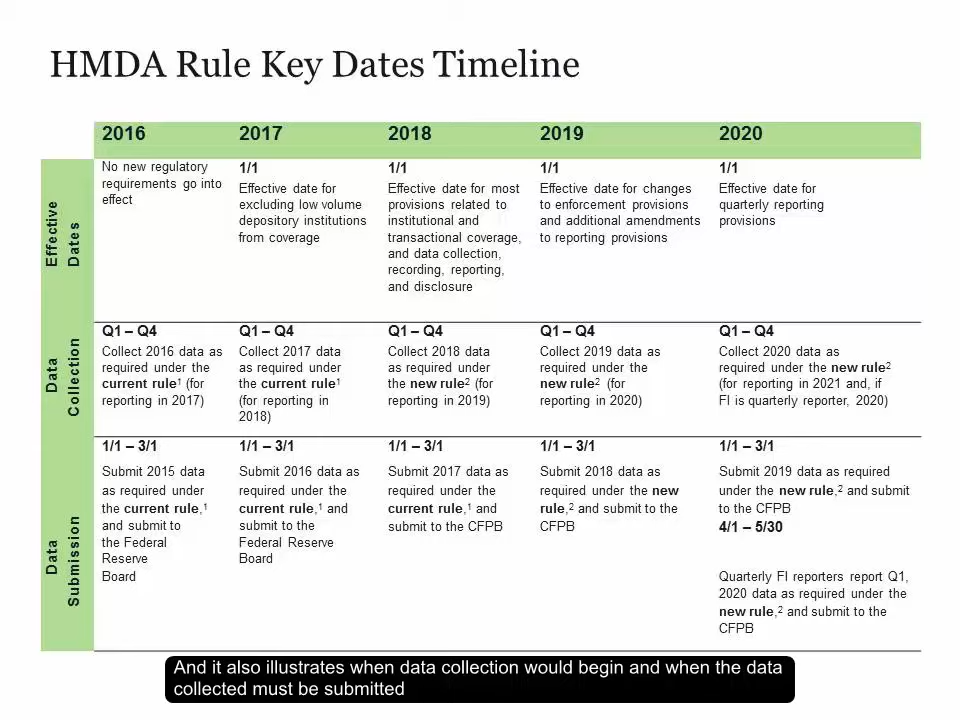 HMDA Rule Key Dates Timeline
2016 2017 2018 2019 2020
Effective
Dates
No new regulatory
requirements go into
effect
1/1
Effective date for
excluding low volume
depository institutions
from coverage
1/1
Effective date for most
provisions related to
institutional and
transactional coverage,
and data collection,
recording, reporting,
and disclosure
1/1
Effective date for changes
to enforcement provisions
and additional amendments
to reporting provisions
1/1
Effective date for
quarterly reporting
provisions
Data
Collection
Q1 – Q4
Collect 2016 data as
required under the
current rule¹ (for
reporting in 2017)
Q1 – Q4
Collect 2017 data
as required under
the current rule¹
(for reporting in
2018)
Q1 – Q4
Collect 2018 data
as required under
the new rule² (for
reporting in 2019)
Q1 – Q4
Collect 2019 data as
required under the
new rule² (for
reporting in 2020)
Q1 – Q4
Collect 2020 data as
required under the new rule²
(for reporting in 2021 and, if
FI is quarterly reporter, 2020)
Data
Submission
1/1 – 3/1
Submit 2015 data
as required under
the current rule,¹
and submit to
the Federal
Reserve
Board
1/1 – 3/1
Submit 2016 data as
required under the
current rule,¹ and
submit to the
Federal Reserve
Board
1/1 – 3/1
Submit 2017 data as
required under the
current rule,¹ and
submit to the CFPB
1/1 – 3/1
Submit 2018 data as
required under the new
rule,² and submit to the
CFPB
1/1 – 3/1
Submit 2019 data as required
under the new rule,² and submit
to the CFPB
4/1 – 5/30
Quarterly FI reporters report Q1,
2020 data as required under the
new rule,² and submit to the
CFPB
And it also illustrates when data collection would begin and when the data
collected must be submitted